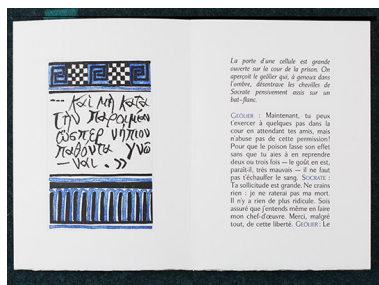 --- καὶ μὴ κατα
τὴν παροιμίαν
ὥσπερ νήπιον
παθόντα γνῶ
– ναι . »
La porte d'une cellule est grande
ouverte sur la cour de la prison. On
aperçoit le geôlier qui, à genoux dans
l'ombre, désentrave les chevilles de
Socrate pensivement assis sur un
bat-flanc.
GEÔLIER : Maintenant, tu peux
t'exercer à quelques pas dans la
cour en attendant tes amis, mais
n'abuse pas de cette permission!
Pour que le poison fasse son effet
sans que tu aies à en reprendre
deux ou trois fois — le goût en est,
paraît-il, très mauvais — il ne faut
pas t'échauffer le sang. SOCRATE :
Ta sollicitude est grande. Ne crains
rien : je ne raterai pas ma mort.
Il n'y a rien de plus ridicule. Sois
assuré que j'entends même en faire
mon chef-d'œuvre. Merci, malgré
tout, de cette liberté. GEÔLIER : Le